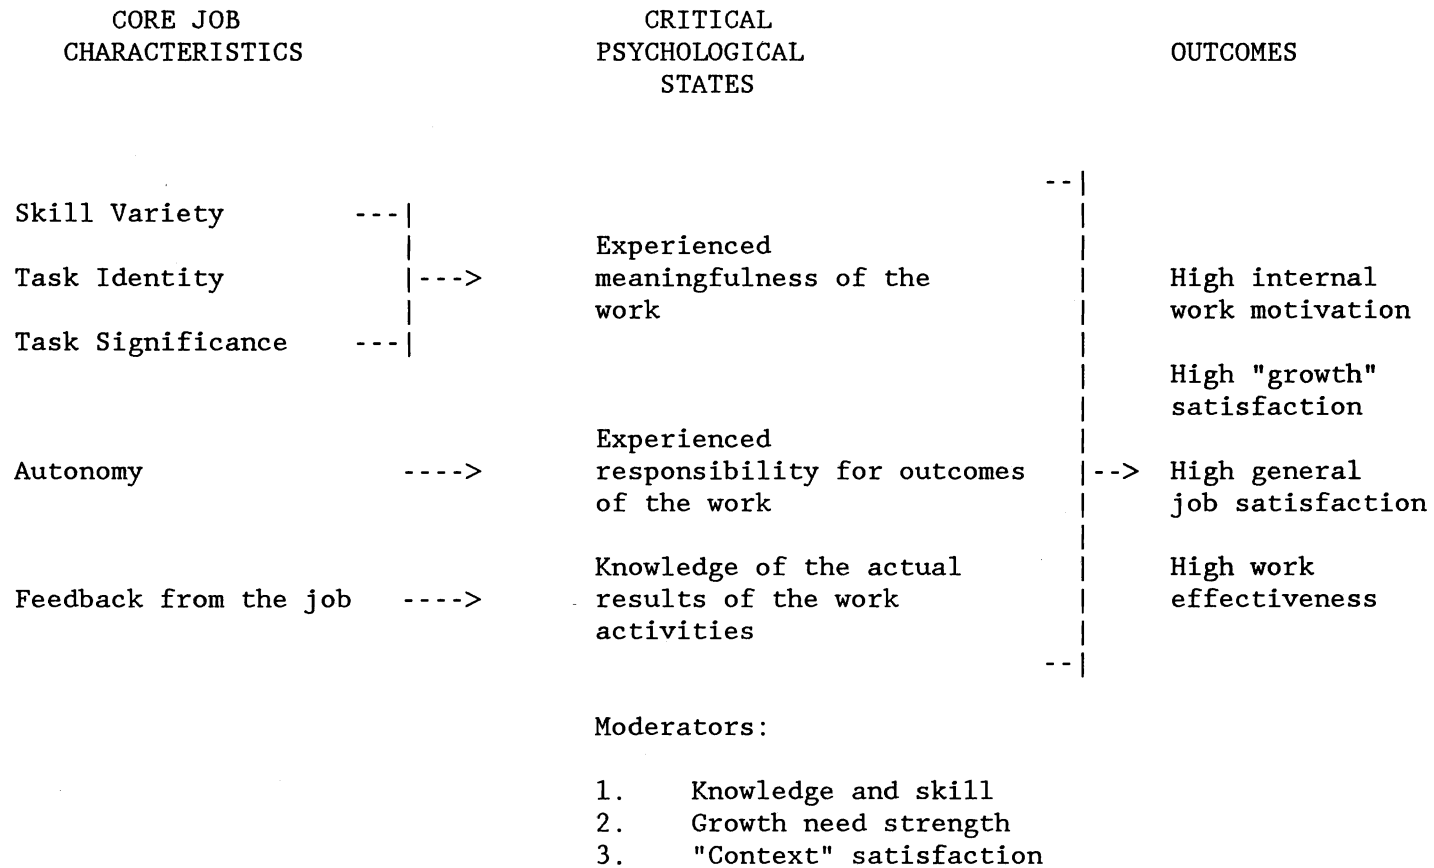 CORE JOB
CHARACTERISTICS
CRITICAL
PSYCHOLOGICAL
STATES
OUTCOMES
Skill Variety ---|
Task Identity |--->
Task Significance ---|
Experienced
meaningfulness of the
work
Autonomy ---->
Experienced
responsibility for outcomes
of the work
Feedback from the job ---->
Knowledge of the actual
results of the work
activities
--|
|-->
--|
High internal
work motivation
High "growth"
satisfaction
High general
job satisfaction
High work
effectiveness
Moderators:
1. Knowledge and skill
2. Growth need strength
3. "Context" satisfaction